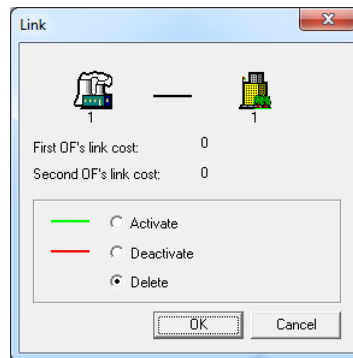 Link
1 1
First OF's link cost: 0
Second OF's link cost: 0
Activate
Deactivate
Delete
OK Cancel